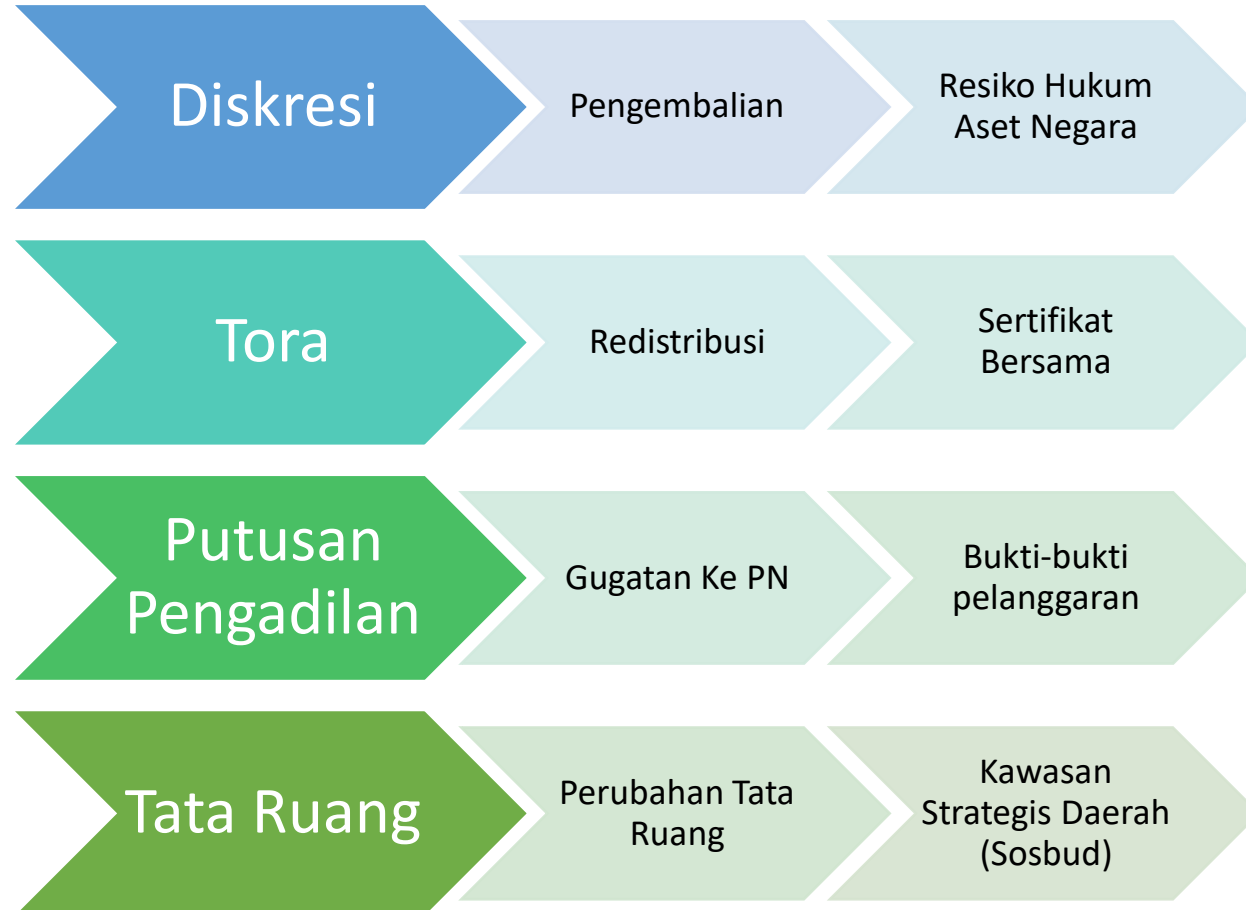 Diskresi
Pengembalian
Resiko Hukum
Aset Negara
Tora
Redistribusi
Sertifikat
Bersama
Putusan
Pengadilan
Gugatan Ke PN
Bukti-bukti
pelanggaran
Tata Ruang
Perubahan Tata
Ruang
Kawasan
Strategis Daerah
(Sosbud)